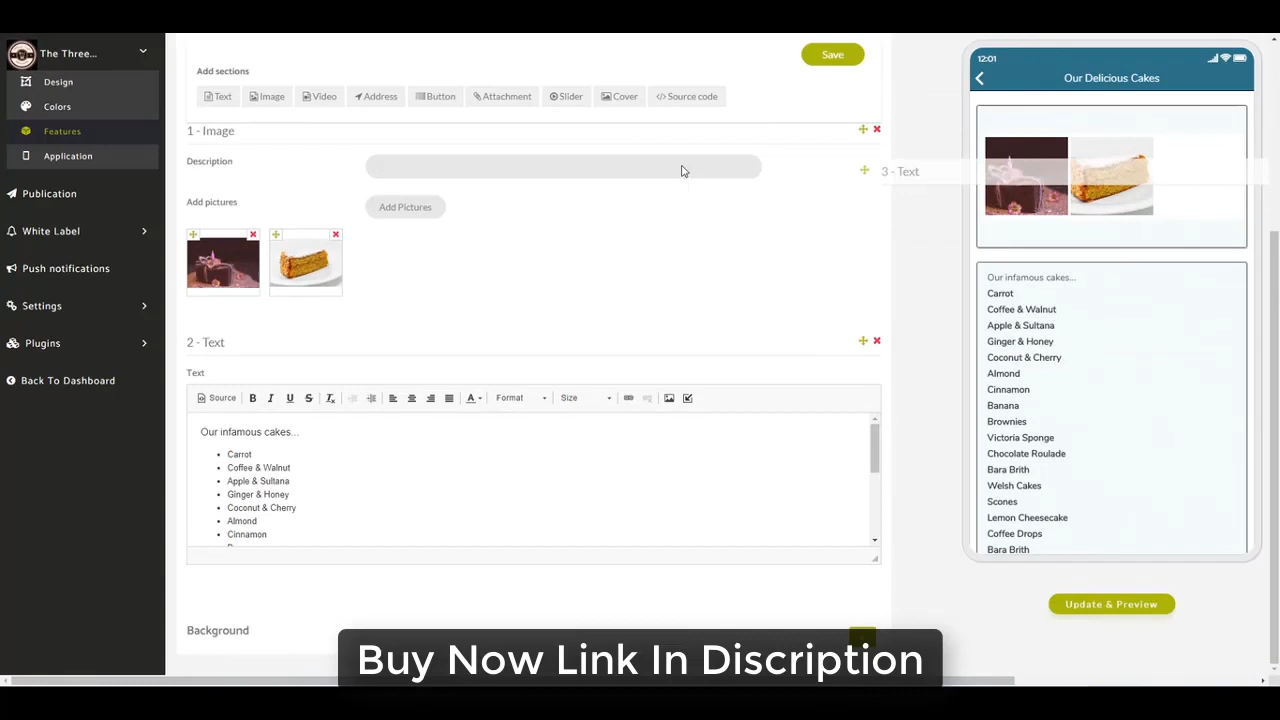 The Three...
Design
Colors
Features
Application
Publication
White Label
Push notifications
Settings
Plugins
Back To Dashboard
Save
Add sections
Text
Image
Video
Address
Button
Attachment
Slider
Cover
</> Source code
1 - Image
Description
Add pictures
Add Pictures
2 - Text
Text
Source
B I U S
Format
Size
Our infamous cakes...
Carrot
Coffee & Walnut
Apple & Sultana
Ginger & Honey
Coconut & Cherry
Almond
Cinnamon
Background
3 - Text
12:01
Our Delicious Cakes
Our infamous cakes...
Carrot
Coffee & Walnut
Apple & Sultana
Ginger & Honey
Coconut & Cherry
Almond
Cinnamon
Banana
Brownies
Victoria Sponge
Chocolate Roulade
Bara Brith
Welsh Cakes
Scones
Lemon Cheesecake
Coffee Drops
Bara Brith
Update & Preview
Buy Now Link In Discription